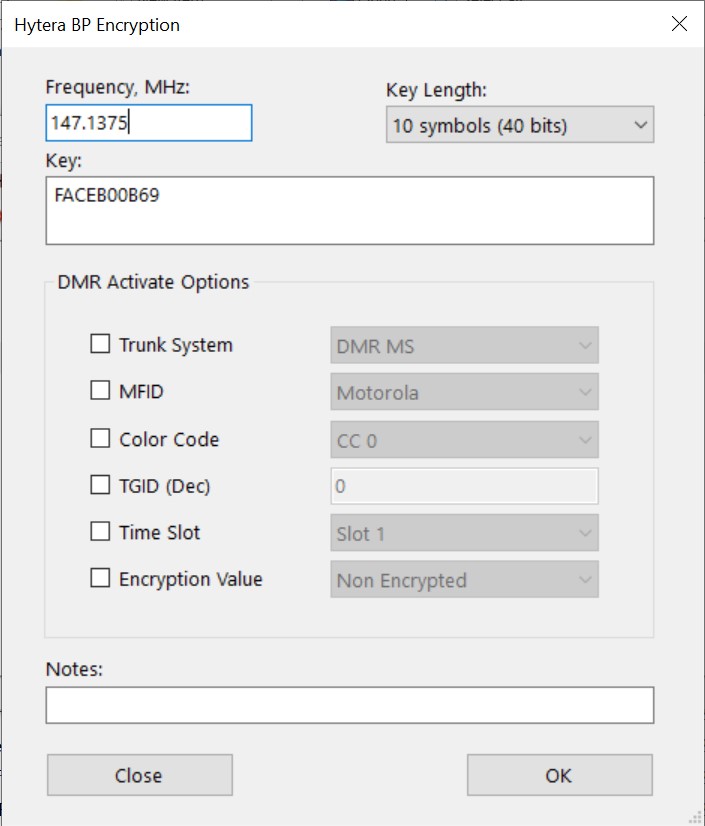 Hytera BP Encryption
Frequency, MHz:
Key Length:
147.1375
10 symbols (40 bits)
Key:
FACEB00B69
DMR Activate Options
Trunk System
DMR MS
MFID
Motorola
Color Code
CC 0
TGID (Dec)
0
Time Slot
Slot 1
Encryption Value
Non Encrypted
Notes:
Close
OK